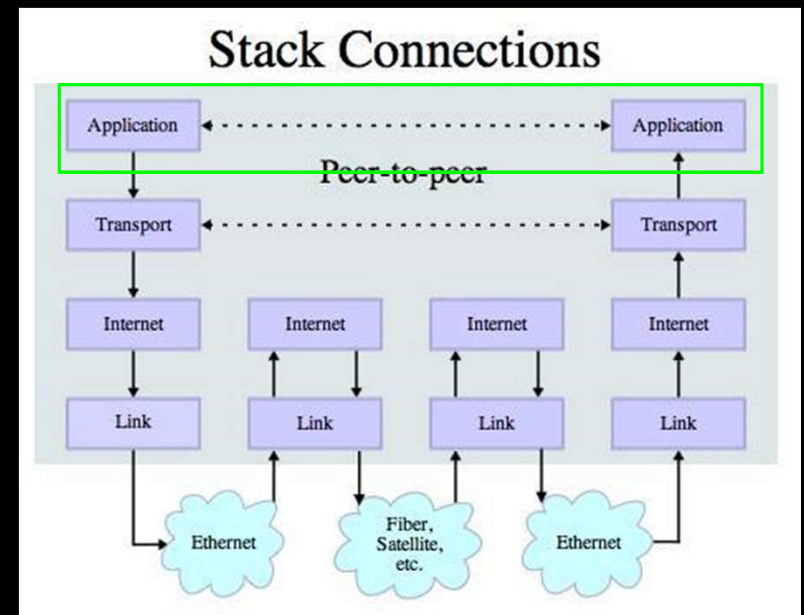 Stack Connections
Application Application
Peer-to-peer
Transport Transport
Internet Internet Internet Internet
Link Link Link Link
Ethernet Fiber, Satellite, etc. Ethernet